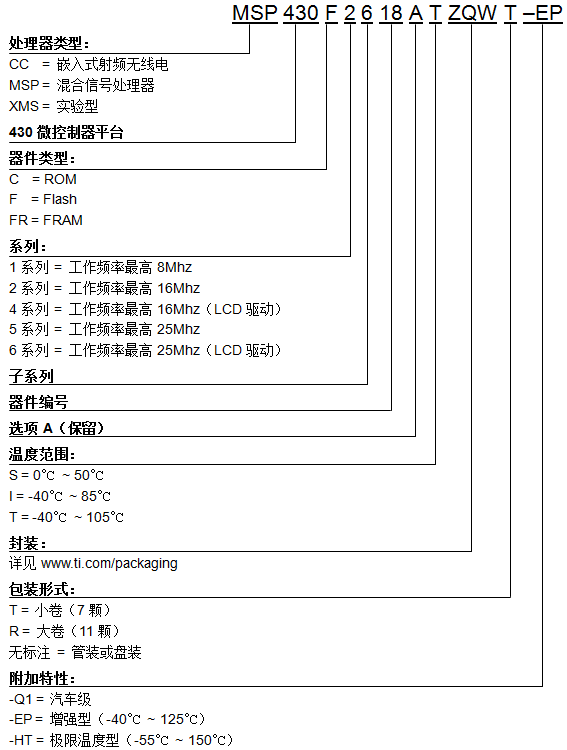 MSP 430 F 2 6 18 A T ZQW T –EP
处理器类型:
CC = 嵌入式射频无线电
MSP = 混合信号处理器
XMS = 实验型
430 微控制器平台
器件类型:
C = ROM
F = Flash
FR = FRAM
系列:
1 系列 = 工作频率最高 8Mhz
2 系列 = 工作频率最高 16Mhz
4 系列 = 工作频率最高 16Mhz（LCD 驱动）
5 系列 = 工作频率最高 25Mhz
6 系列 = 工作频率最高 25Mhz（LCD 驱动）
子系列
器件编号
选项 A（保留）
温度范围:
S = 0℃ ~ 50℃
I = -40℃ ~ 85℃
T = -40℃ ~ 105℃
封装:
详见 www.ti.com/packaging
包装形式:
T = 小卷（7 颗）
R = 大卷（11 颗）
无标注 = 管装或盘装
附加特性:
-Q1 = 汽车级
-EP = 增强型（-40℃ ~ 125℃）
-HT = 极限温度型（-55℃ ~ 150℃）